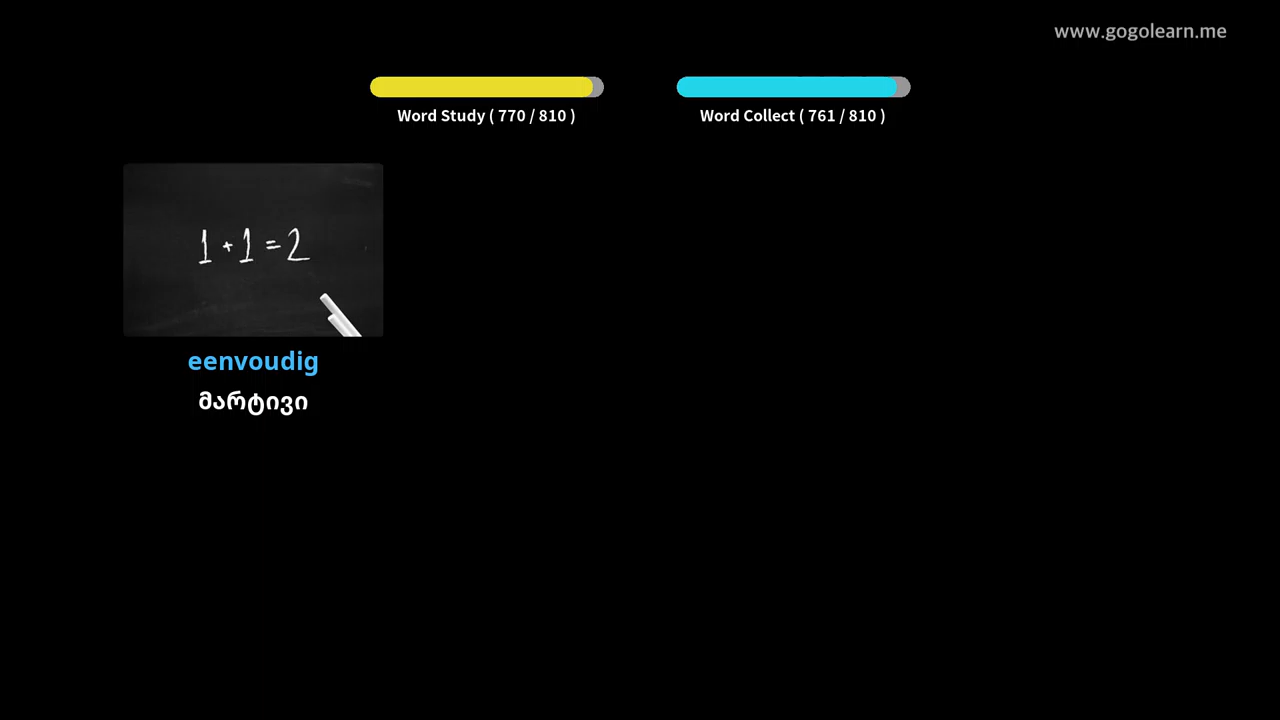 www.gogolearn.me
Word Study ( 770 / 810 )
Word Collect ( 761 / 810 )
1 + 1 = 2
eenvoudig
მარტივი